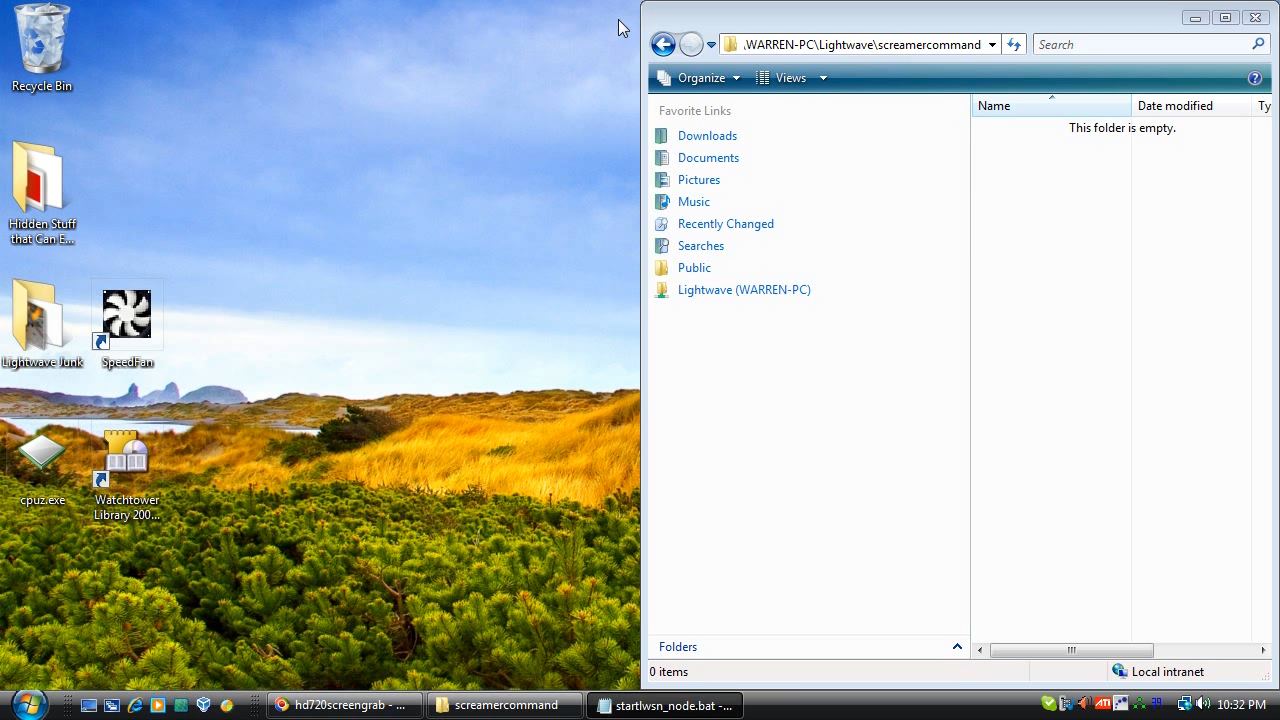 Recycle Bin
Hidden Stuff
that Can E...
Lightwave Junk
SpeedFan
cpuz.exe
Watchtower
Library 200...
\WARREN-PC\Lightwave\screamercommand
Search
Organize
Views
Favorite Links
Downloads
Documents
Pictures
Music
Recently Changed
Searches
Public
Lightwave (WARREN-PC)
Folders
Name
Date modified
Ty
This folder is empty.
0 items
Local intranet
hd720screengrab - ...
screamercommand
startlwsn_node.bat -...
ATI
39
10:32 PM